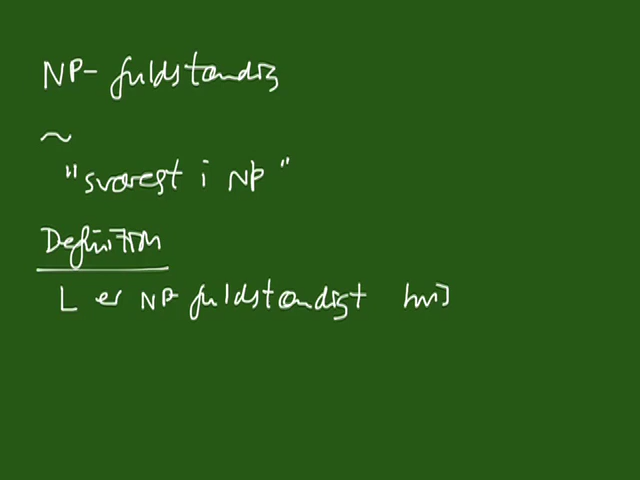 NP-fuldstændig
~
"sværest i NP"
Definition
L er NP-fuldstændigt hvis